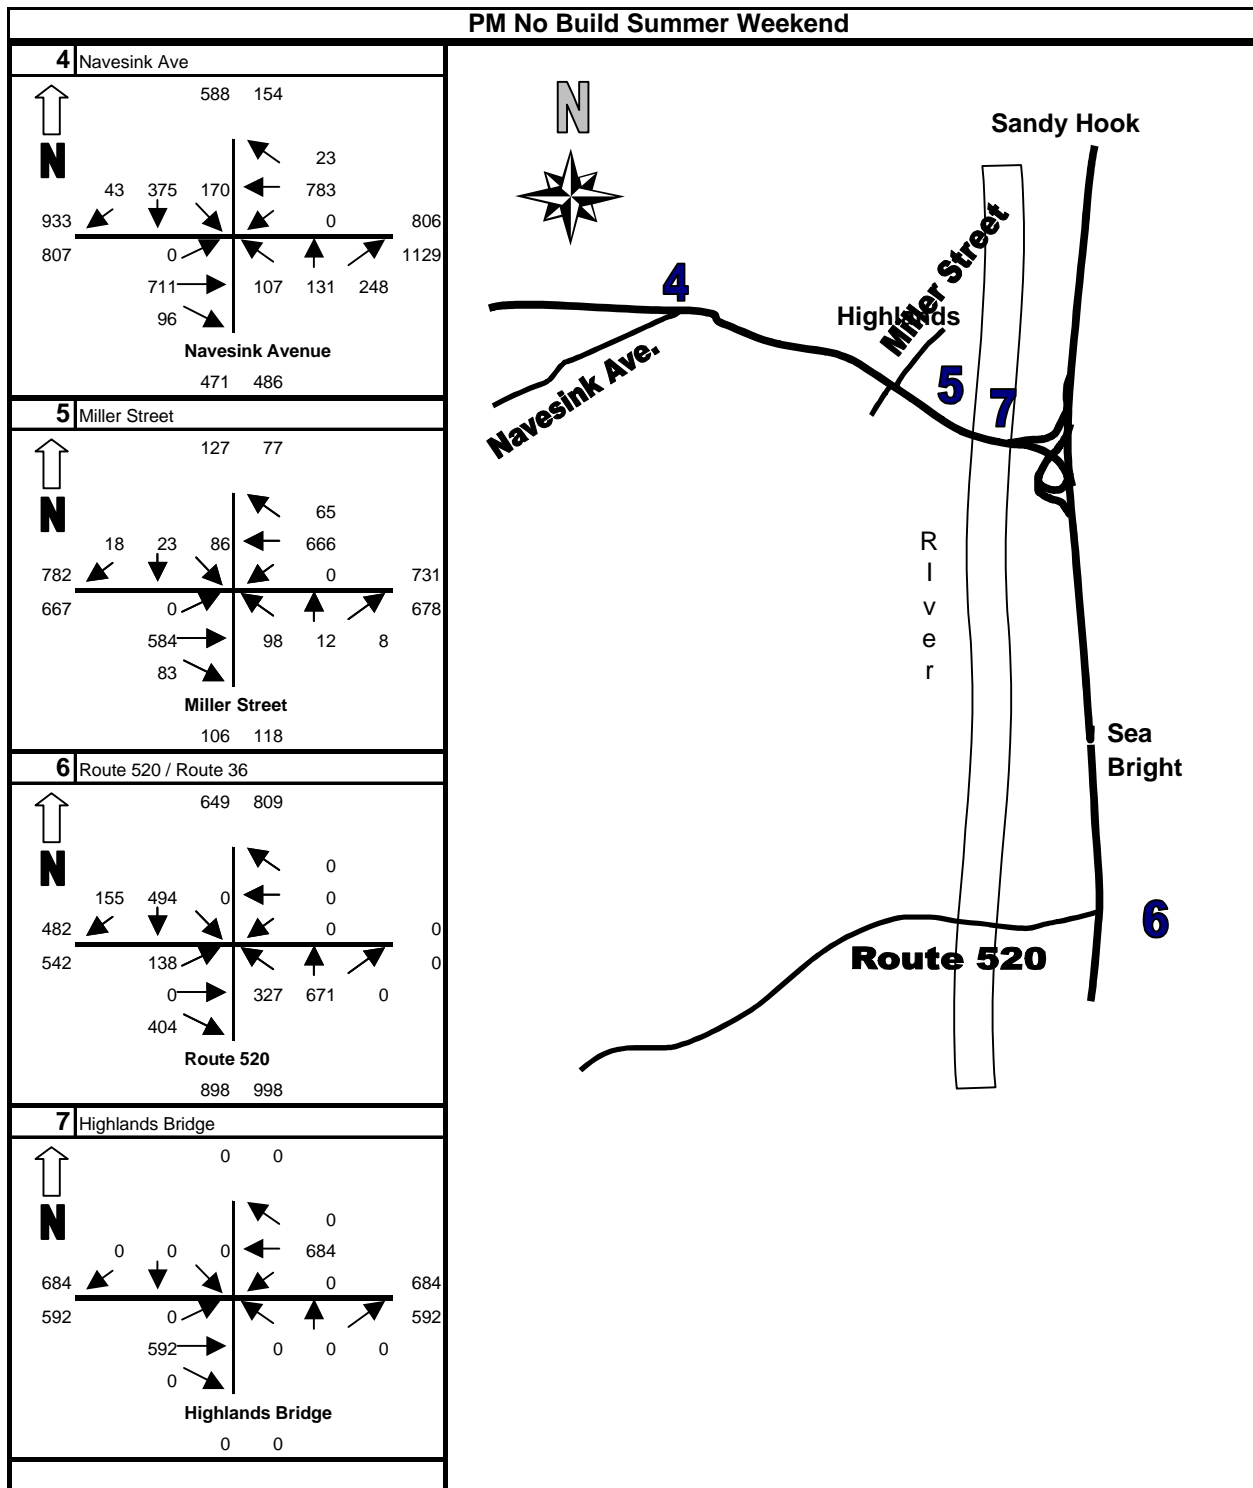 PM No Build Summer Weekend
4 Navesink Ave
588 154
N
23
43 375 170 783
933 0 806
807 0 1129
711 107 131 248
96
Navesink Avenue
471 486
5 Miller Street
127 77
N
65
18 23 86 666
782 0 731
667 0 678
584 98 12 8
83
Miller Street
106 118
6 Route 520 / Route 36
649 809
N
0
155 494 0 0
482 0 0
542 138 0
0 327 671 0
404
Route 520
898 998
7 Highlands Bridge
0 0
N
0
0 0 0 684
684 0 684
592 0 592
592 0 0 0
0
Highlands Bridge
0 0
N
Sandy Hook
Miller Street
4
Highlands
Navesink Ave.
5
7
R
I
v
e
r
Sea
Bright
6
Route 520